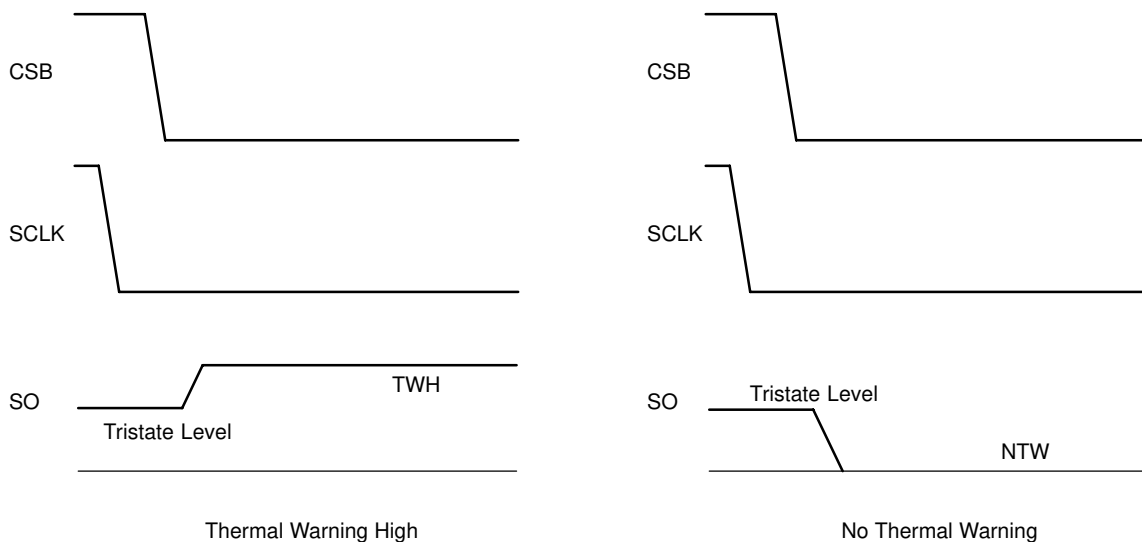 CSB
SCLK
SO
TWH
Tristate Level
Thermal Warning High
CSB
SCLK
SO
Tristate Level
NTW
No Thermal Warning